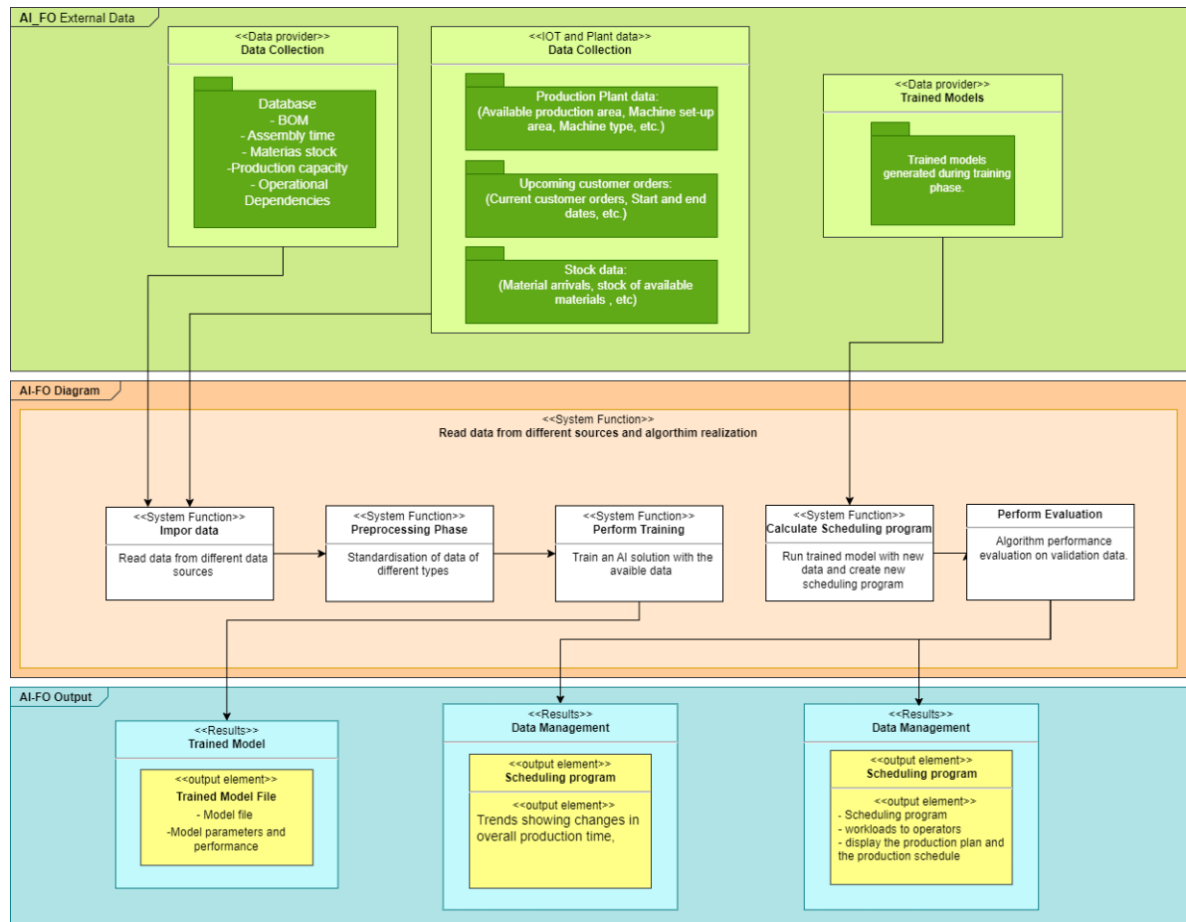 AI_FO External Data
<<Data provider>>
Data Collection
Database
- BOM
- Assembly time
- Materias stock
-Production capacity
- Operational
Dependencies
<<IOT and Plant data>>
Data Collection
Production Plant data:
(Available production area, Machine set-up
area, Machine type, etc.)
Upcoming customer orders:
(Current customer orders, Start and end
dates, etc.)
Stock data:
(Material arrivals, stock of available
materials , etc)
<<Data provider>>
Trained Models
Trained models
generated during training
phase.
AI-FO Diagram
<<System Function>>
Read data from different sources and algorthim realization
<<System Function>>
Impor data
Read data from different data
sources
<<System Function>>
Preprocessing Phase
Standardisation of data of
different types
<<System Function>>
Perform Training
Train an AI solution with the
avaible data
<<System Function>>
Calculate Scheduling program
Run trained model with new
data and create new
scheduling program
Perform Evaluation
Algorithm performance
evaluation on validation data.
AI-FO Output
<<Results>>
Trained Model
<<output element>>
Trained Model File
- Model file
-Model parameters and
performance
<<Results>>
Data Management
<<output element>>
Scheduling program
<<output element>>
Trends showing changes in
overall production time,
<<Results>>
Data Management
<<output element>>
Scheduling program
<<output element>>
- Scheduling program
- workloads to operators
- display the production plan and
the production schedule